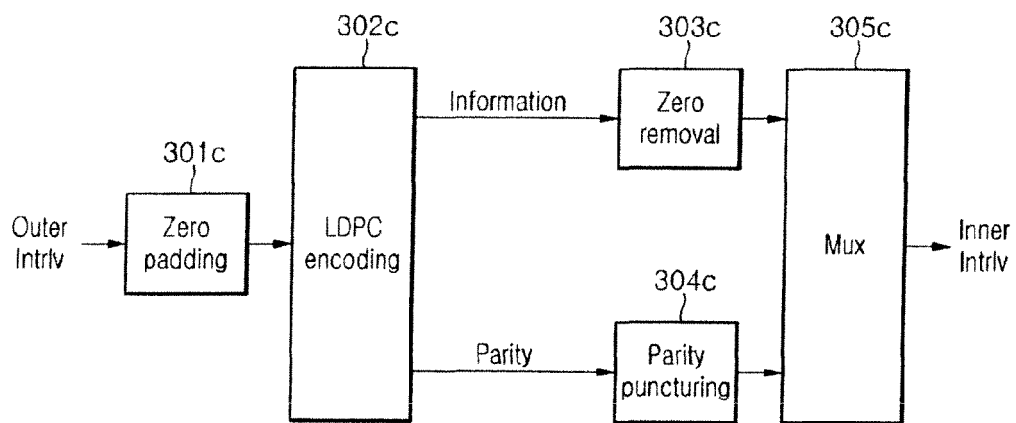 302c
303c
305c
Information
Zero
removal
301c
Outer
Intrlv
Zero
padding
LDPC
encoding
Mux
Inner
Intrlv
304c
Parity
Parity
puncturing